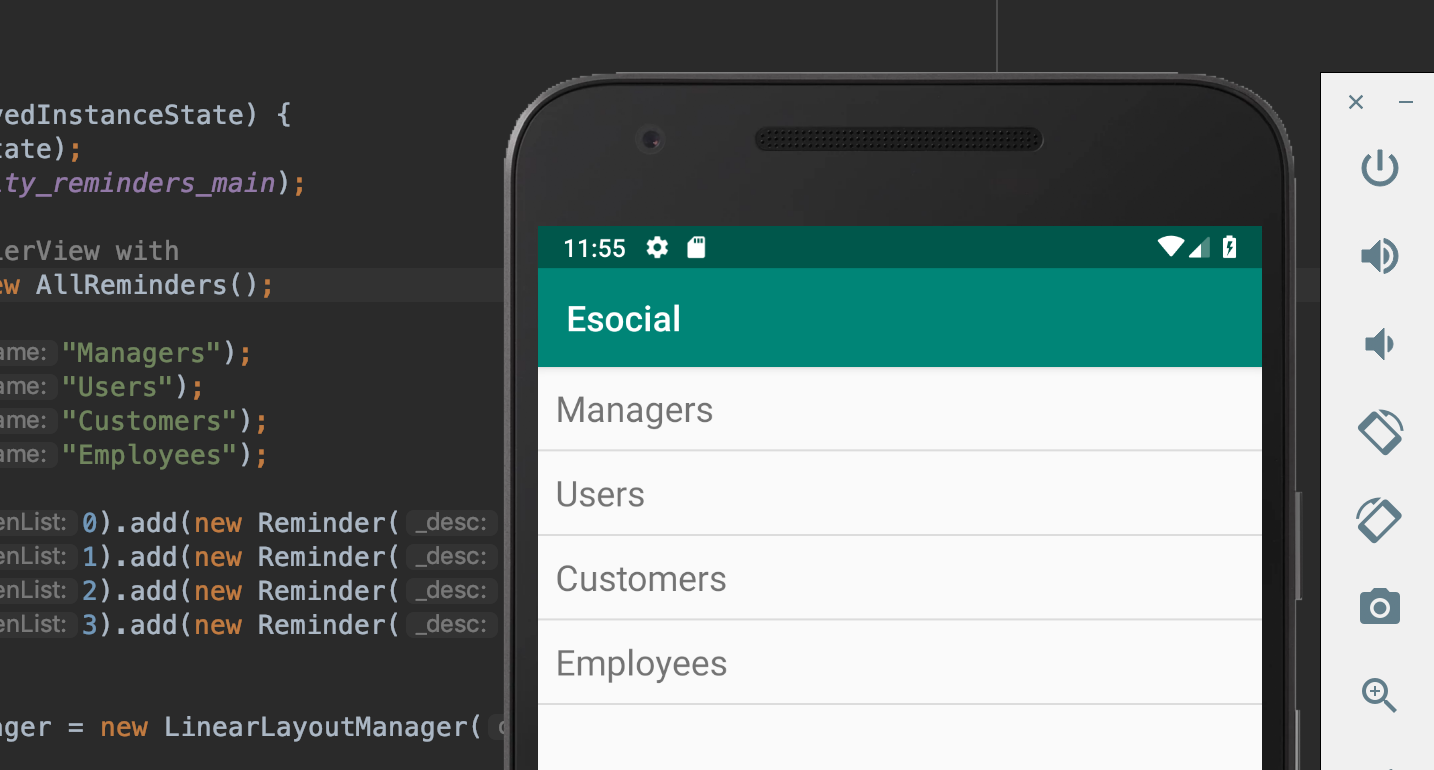 vedInstanceState) {
tate);
ity_reminders_main);
lerView with
ew AllReminders();
ame: "Managers");
ame: "Users");
ame: "Customers");
ame: "Employees");
enList: 0).add(new Reminder( _desc:
enList: 1).add(new Reminder( _desc:
enList: 2).add(new Reminder( _desc:
enList: 3).add(new Reminder( _desc:
ager = new LinearLayoutManager(
11:55
Esocial
Managers
Users
Customers
Employees